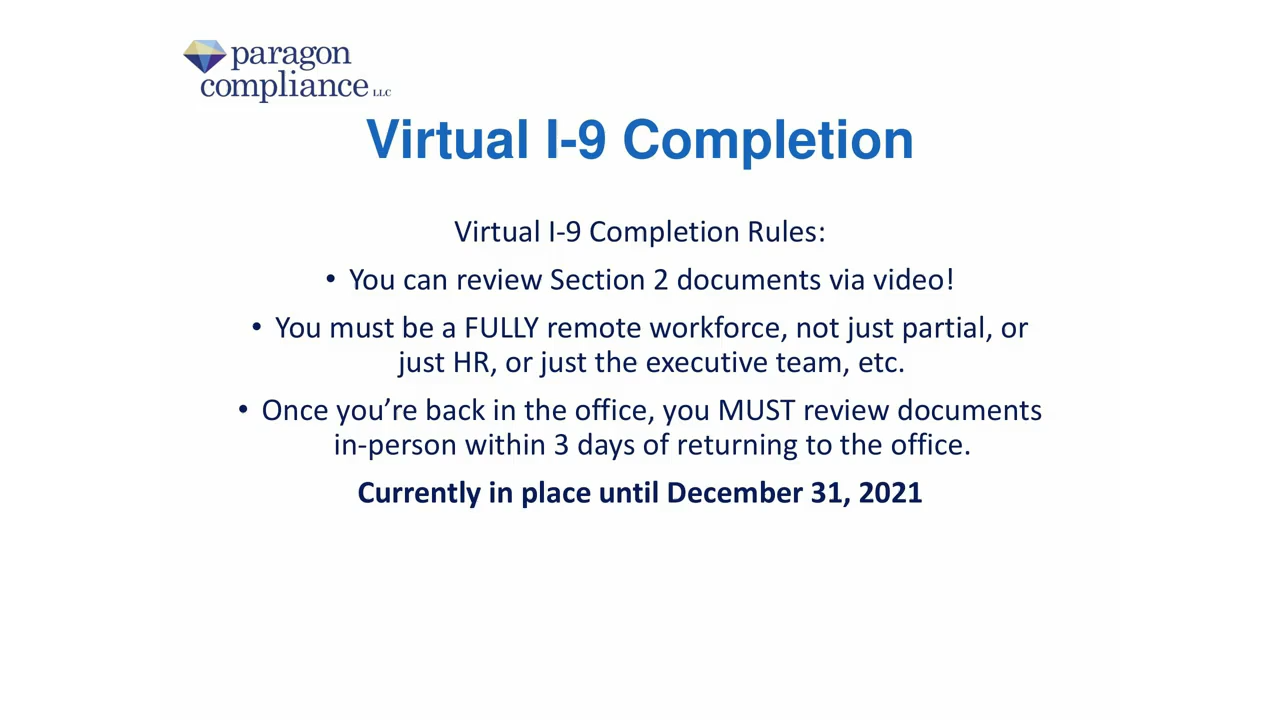 paragon
compliance LLC
Virtual I-9 Completion
Virtual I-9 Completion Rules:
• You can review Section 2 documents via video!
• You must be a FULLY remote workforce, not just partial, or
just HR, or just the executive team, etc.
• Once you’re back in the office, you MUST review documents
in-person within 3 days of returning to the office.
Currently in place until December 31, 2021